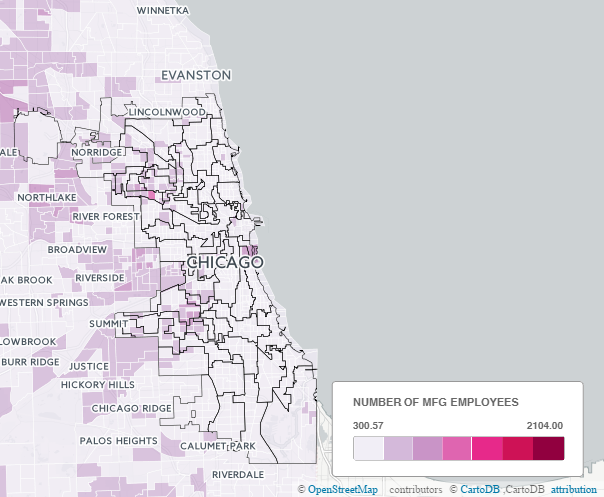 WINNETKA
EVANSTON
LINCOLNWOOD
ALE
NORRIDGE
NORTHLAKE
RIVER FOREST
BROADVIEW
CHICAGO
AK BROOK
RIVERSIDE
WESTERN SPRINGS
SUMMIT
LOWBROOK
BURR RIDGE
JUSTICE
HICKORY HILLS
CHICAGO RIDGE
PALOS HEIGHTS
CALUMET PARK
RIVERDALE
NUMBER OF MFG EMPLOYEES
300.57 2104.00
© OpenStreetMap contributors © CartoDB ,CartoDB attribution